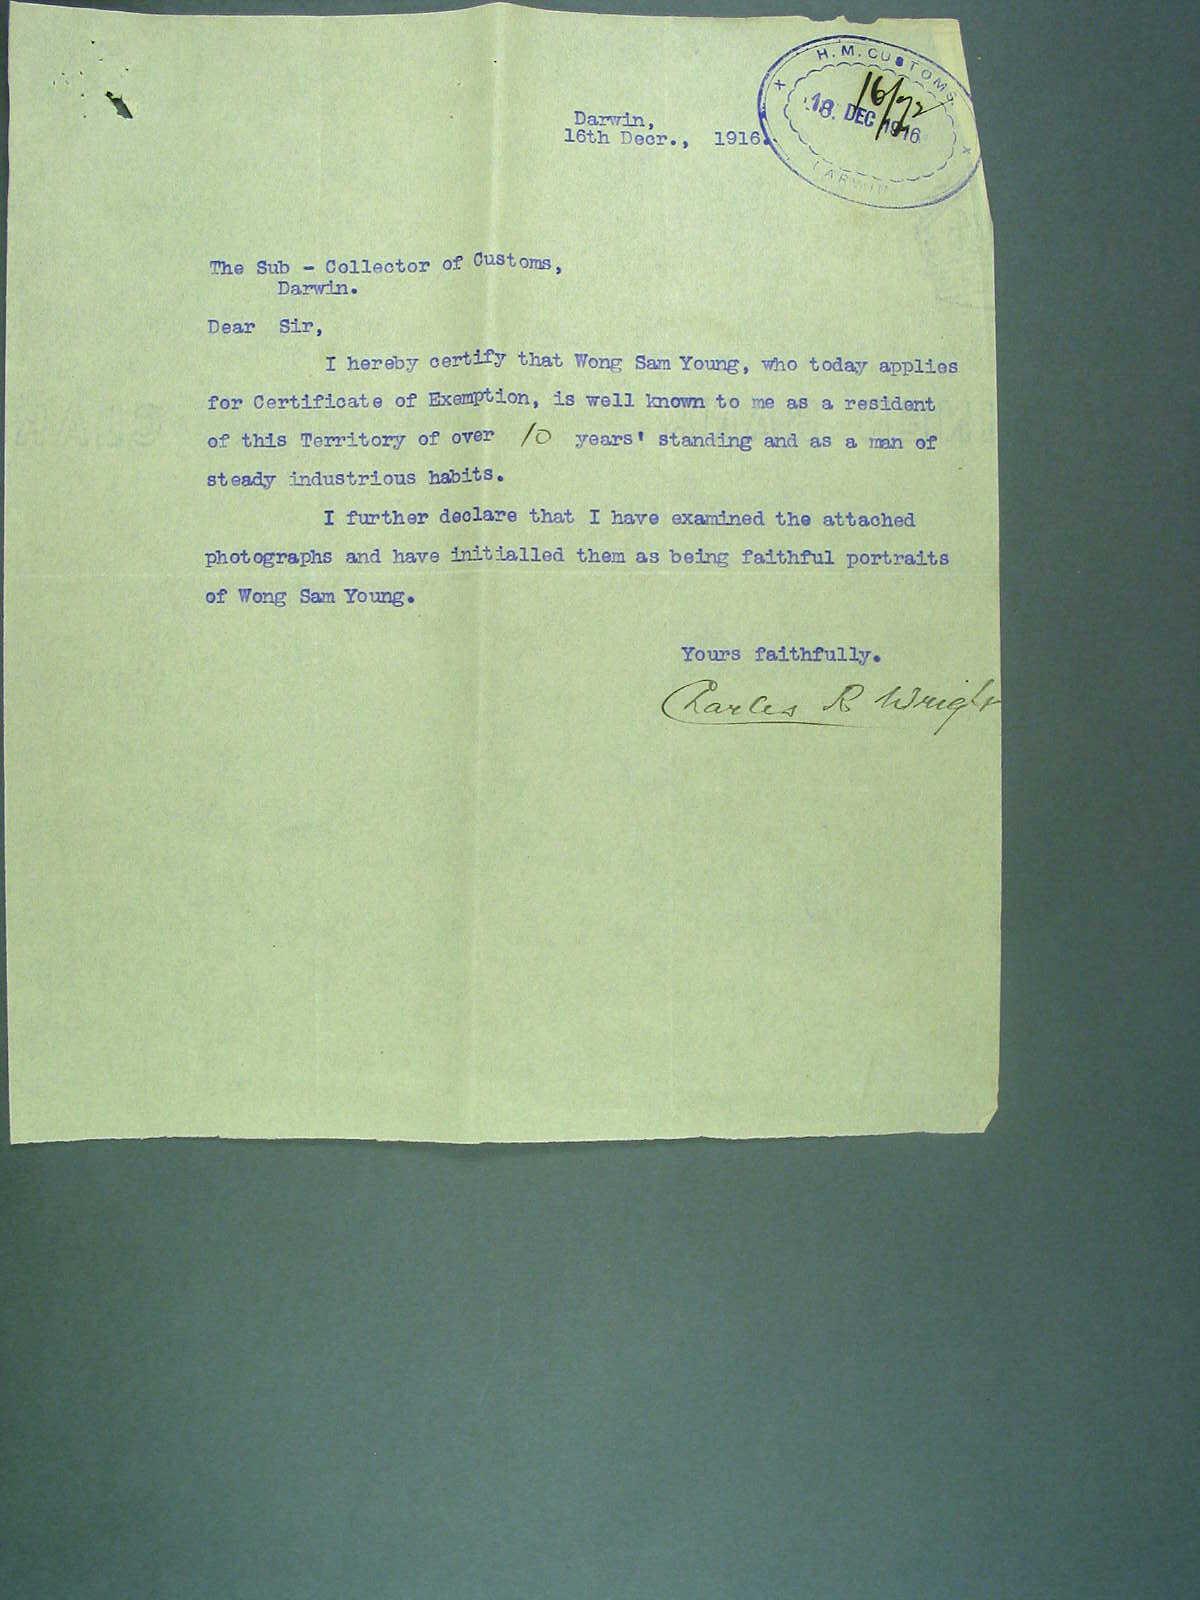 H.M. CUSTOMS
18. DEC 1916
DARWIN
Darwin,
16th Decr., 1916.
The Sub - Collector of Customs,
Darwin.
Dear Sir,
I hereby certify that Wong Sam Young, who today applies
for Certificate of Exemption, is well known to me as a resident
of this Territory of over 10 years' standing and as a man of
steady industrious habits.
I further declare that I have examined the attached
photographs and have initialled them as being faithful portraits
of Wong Sam Young.
Yours faithfully.
Charles R Wright